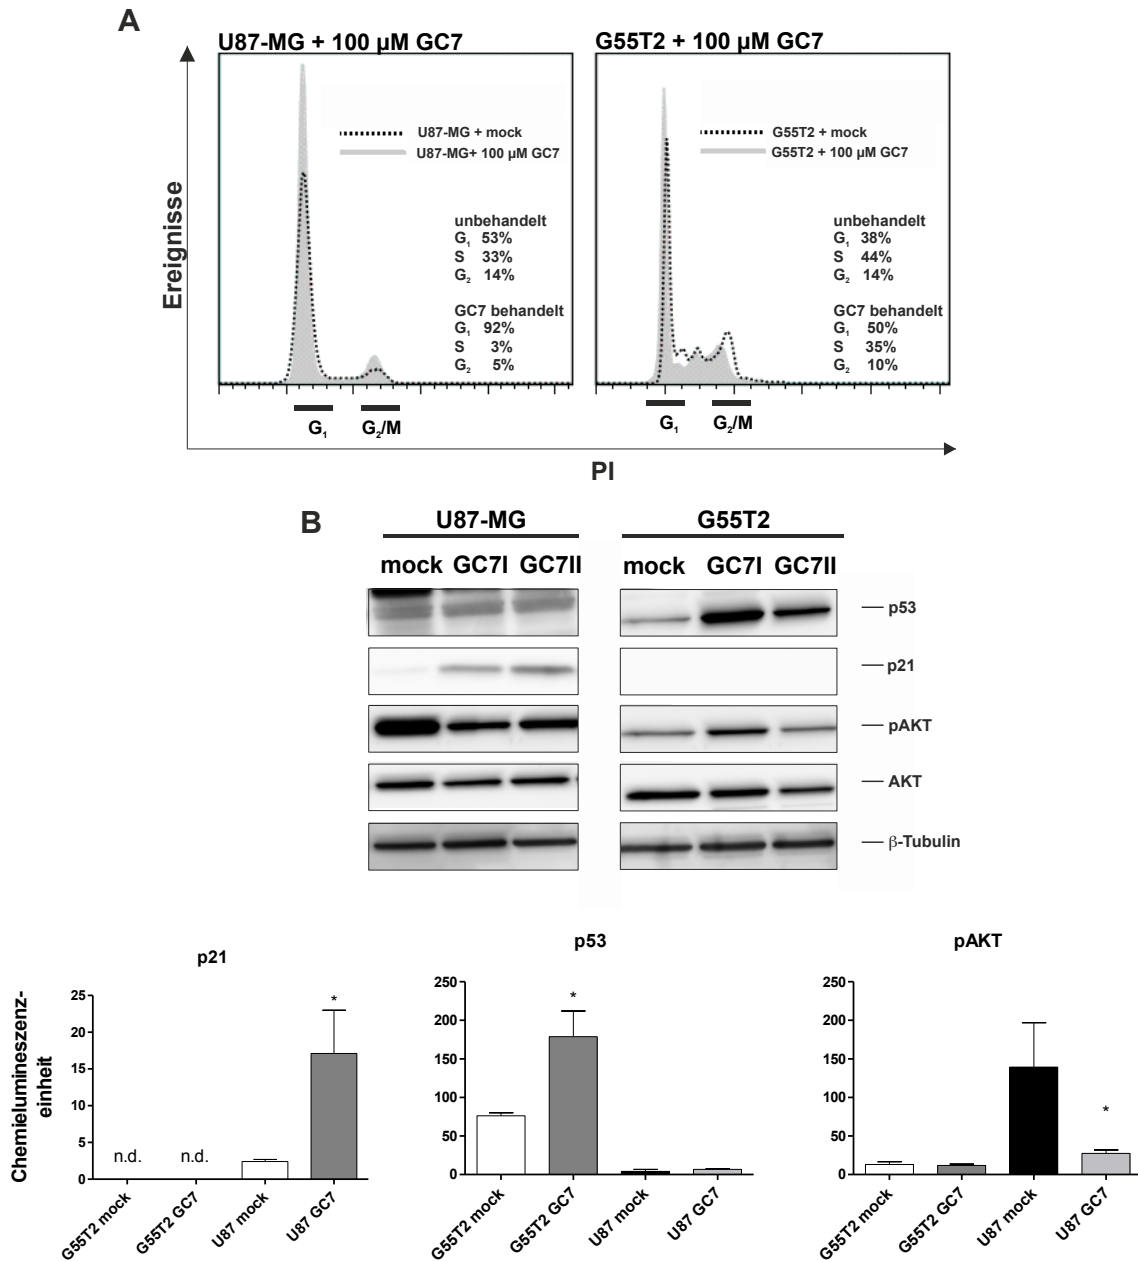 A
U87-MG + 100 µM GC7
G55T2 + 100 µM GC7
Ereignisse
U87-MG + mock
U87-MG+ 100 µM GC7
unbehandelt
G₁ 53%
S 33%
G₂ 14%
GC7 behandelt
G₁ 92%
S 3%
G₂ 5%
G55T2 + mock
G55T2 + 100 µM GC7
unbehandelt
G₁ 38%
S 44%
G₂ 14%
GC7 behandelt
G₁ 50%
S 35%
G₂ 10%
G₁ G₂/M
G₁ G₂/M
PI
B
U87-MG
G55T2
mock GC7I GC7II
mock GC7I GC7II
p53
p21
pAKT
AKT
β-Tubulin
p21
Chemielumineszenz-
einheit
25
20
15
10
5
0
n.d.
n.d.
*
G55T2 mock
G55T2 GC7
U87 mock
U87 GC7
p53
250
200
150
100
50
0
*
G55T2 mock
G55T2 GC7
U87 mock
U87 GC7
pAKT
250
200
150
100
50
0
*
G55T2 mock
G55T2 GC7
U87 mock
U87 GC7